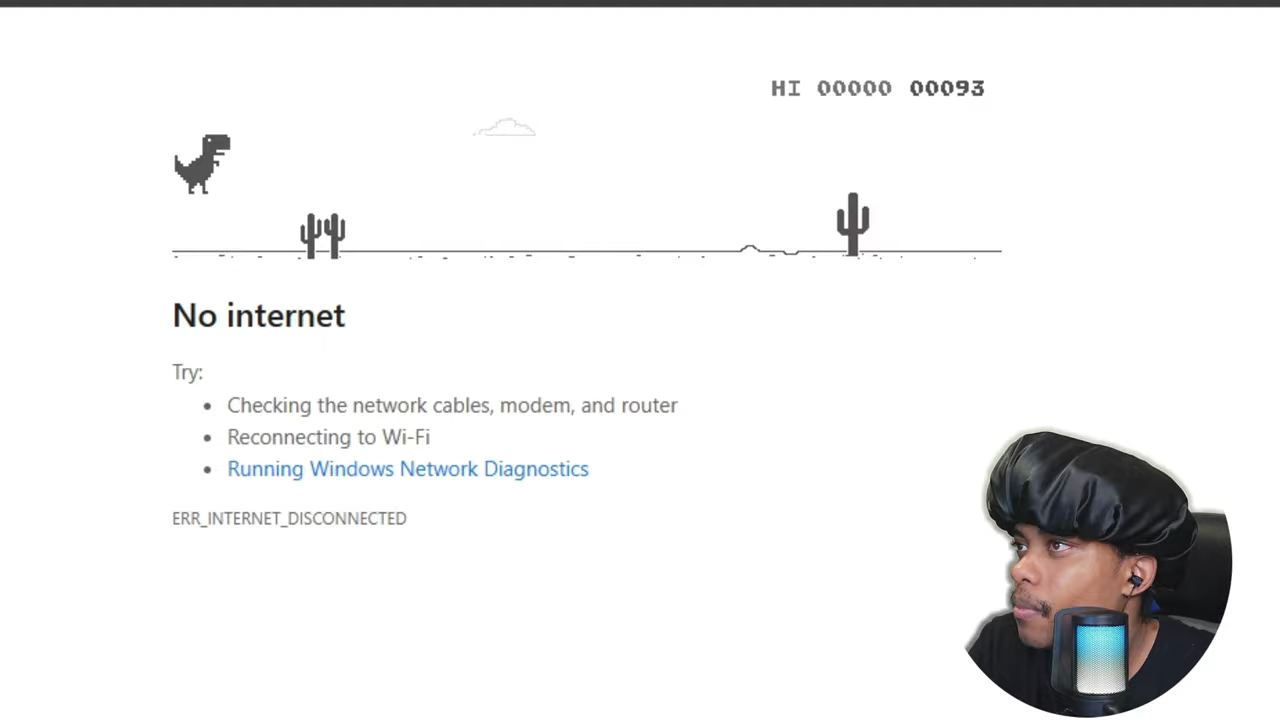 HI 00000 00093
No internet
Try:
Checking the network cables, modem, and router
Reconnecting to Wi-Fi
Running Windows Network Diagnostics
ERR_INTERNET_DISCONNECTED